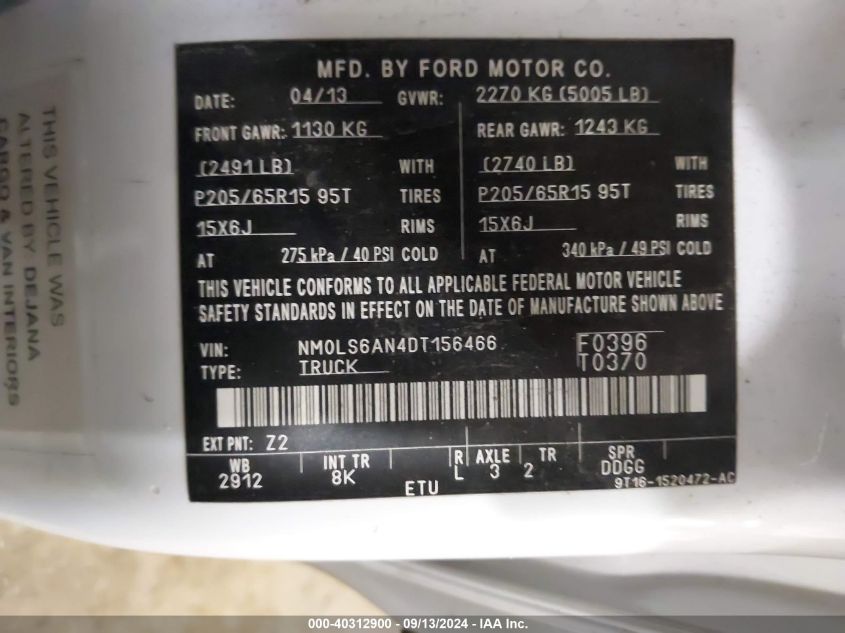 MFD. BY FORD MOTOR CO.
DATE: 04/13 GVWR: 2270 KG (5005 LB)
FRONT GAWR: 1130 KG REAR GAWR: 1243 KG
(2491 LB) WITH (2740 LB) WITH
P205/65R15 95T TIRES P205/65R15 95T TIRES
15X6J RIMS 15X6J RIMS
AT 275 kPa / 40 PSI COLD AT 340 kPa / 49 PSI COLD
THIS VEHICLE CONFORMS TO ALL APPLICABLE FEDERAL MOTOR VEHICLE
SAFETY STANDARDS IN EFFECT ON THE DATE OF MANUFACTURE SHOWN ABOVE
VIN: NM0LS6AN4DT156466 F0396
TYPE: TRUCK T0370
EXT PNT: Z2
WB INT TR R AXLE TR SPR
2912 8K L 3 2 DDGG
ETU 9T16-1520472-AC
THIS VEHICLE WAS
ALTERED BY DEJANA
CARGO & VAN INTERIORS
000-40312900 - 09/13/2024 - IAA Inc.